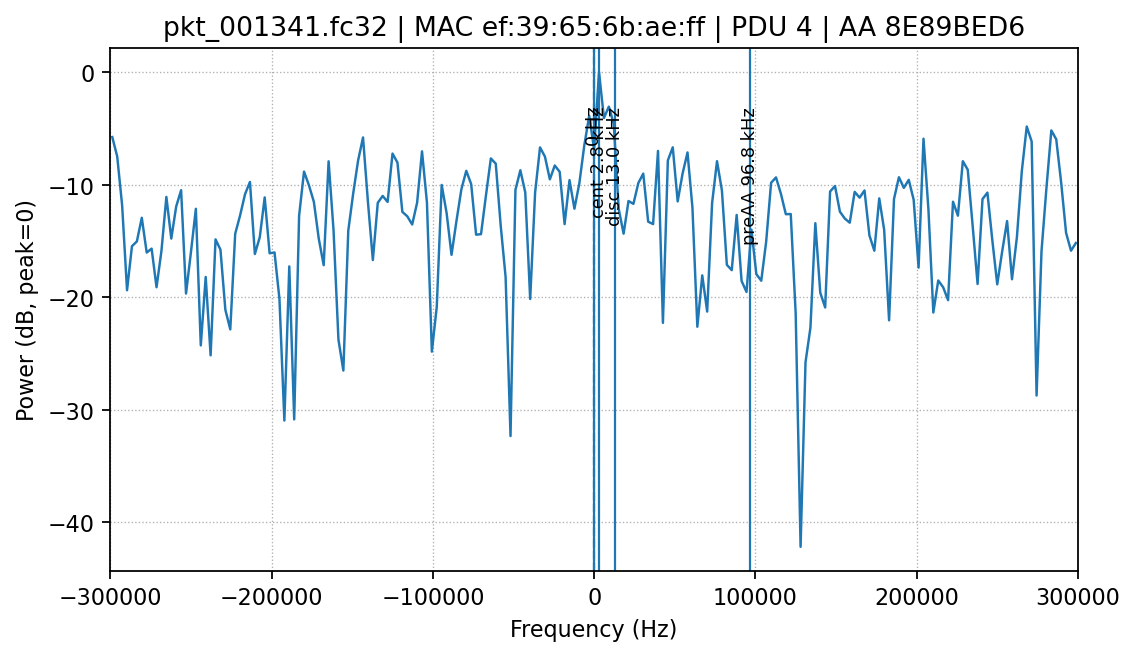 pkt_001341.fc32 | MAC ef:39:65:6b:ae:ff | PDU 4 | AA 8E89BED6
Power (dB, peak=0)
0
−10
−20
−30
−40
0Hz
cent 2.8 kHz
disc 13.0 kHz
preAA 96.8 kHz
−300000
−200000
−100000
0
100000
200000
300000
Frequency (Hz)